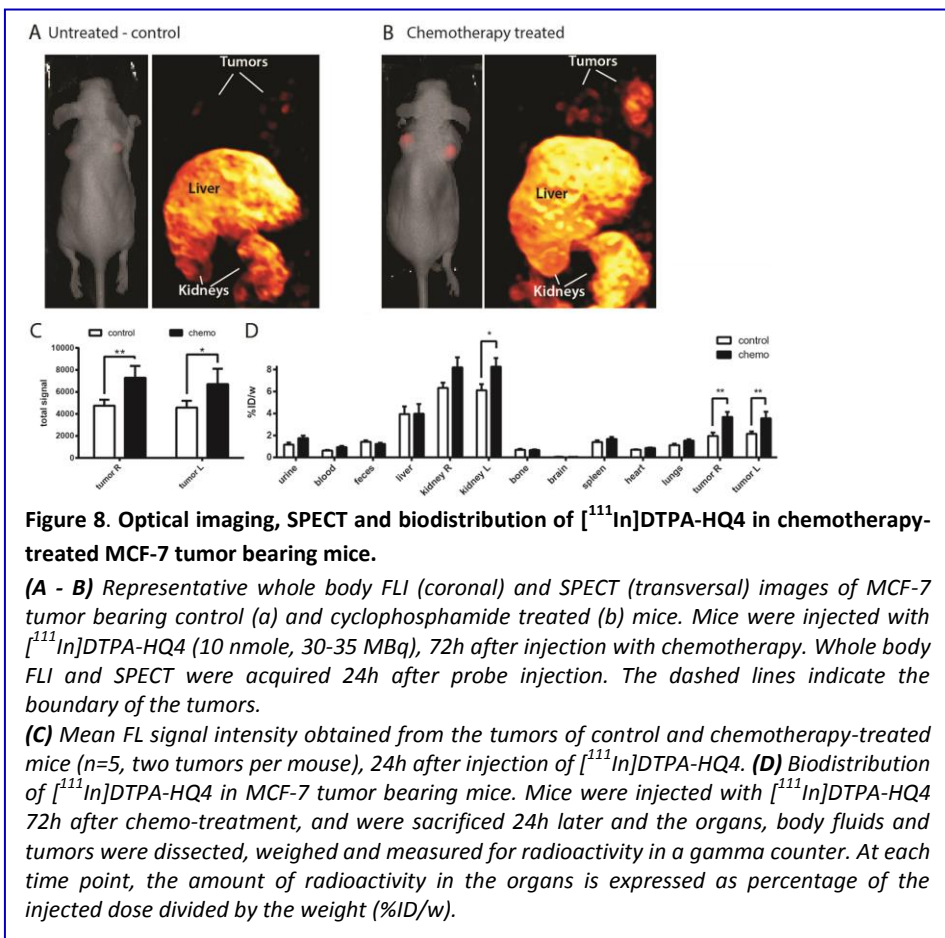 A Untreated - control
B Chemotherapy treated
Tumors
Liver
Kidneys
Tumors
Liver
Kidneys
C
control
chemo
total signal
10000
8000
6000
4000
2000
0
**
*
tumor R
tumor L
D
control
chemo
%ID/w
8
6
4
2
0
*
**
**
urine
blood
feces
liver
kidney R
kidney L
bone
brain
spleen
heart
lungs
tumor R
tumor L
Figure 8. Optical imaging, SPECT and biodistribution of [111In]DTPA-HQ4 in chemotherapy-
treated MCF-7 tumor bearing mice.
(A - B) Representative whole body FLI (coronal) and SPECT (transversal) images of MCF-7
tumor bearing control (a) and cyclophosphamide treated (b) mice. Mice were injected with
[111In]DTPA-HQ4 (10 nmole, 30-35 MBq), 72h after injection with chemotherapy. Whole body
FLI and SPECT were acquired 24h after probe injection. The dashed lines indicate the
boundary of the tumors.
(C) Mean FL signal intensity obtained from the tumors of control and chemotherapy-treated
mice (n=5, two tumors per mouse), 24h after injection of [111In]DTPA-HQ4. (D) Biodistribution
of [111In]DTPA-HQ4 in MCF-7 tumor bearing mice. Mice were injected with [111In]DTPA-HQ4
72h after chemo-treatment, and were sacrificed 24h later and the organs, body fluids and
tumors were dissected, weighed and measured for radioactivity in a gamma counter. At each
time point, the amount of radioactivity in the organs is expressed as percentage of the
injected dose divided by the weight (%ID/w).